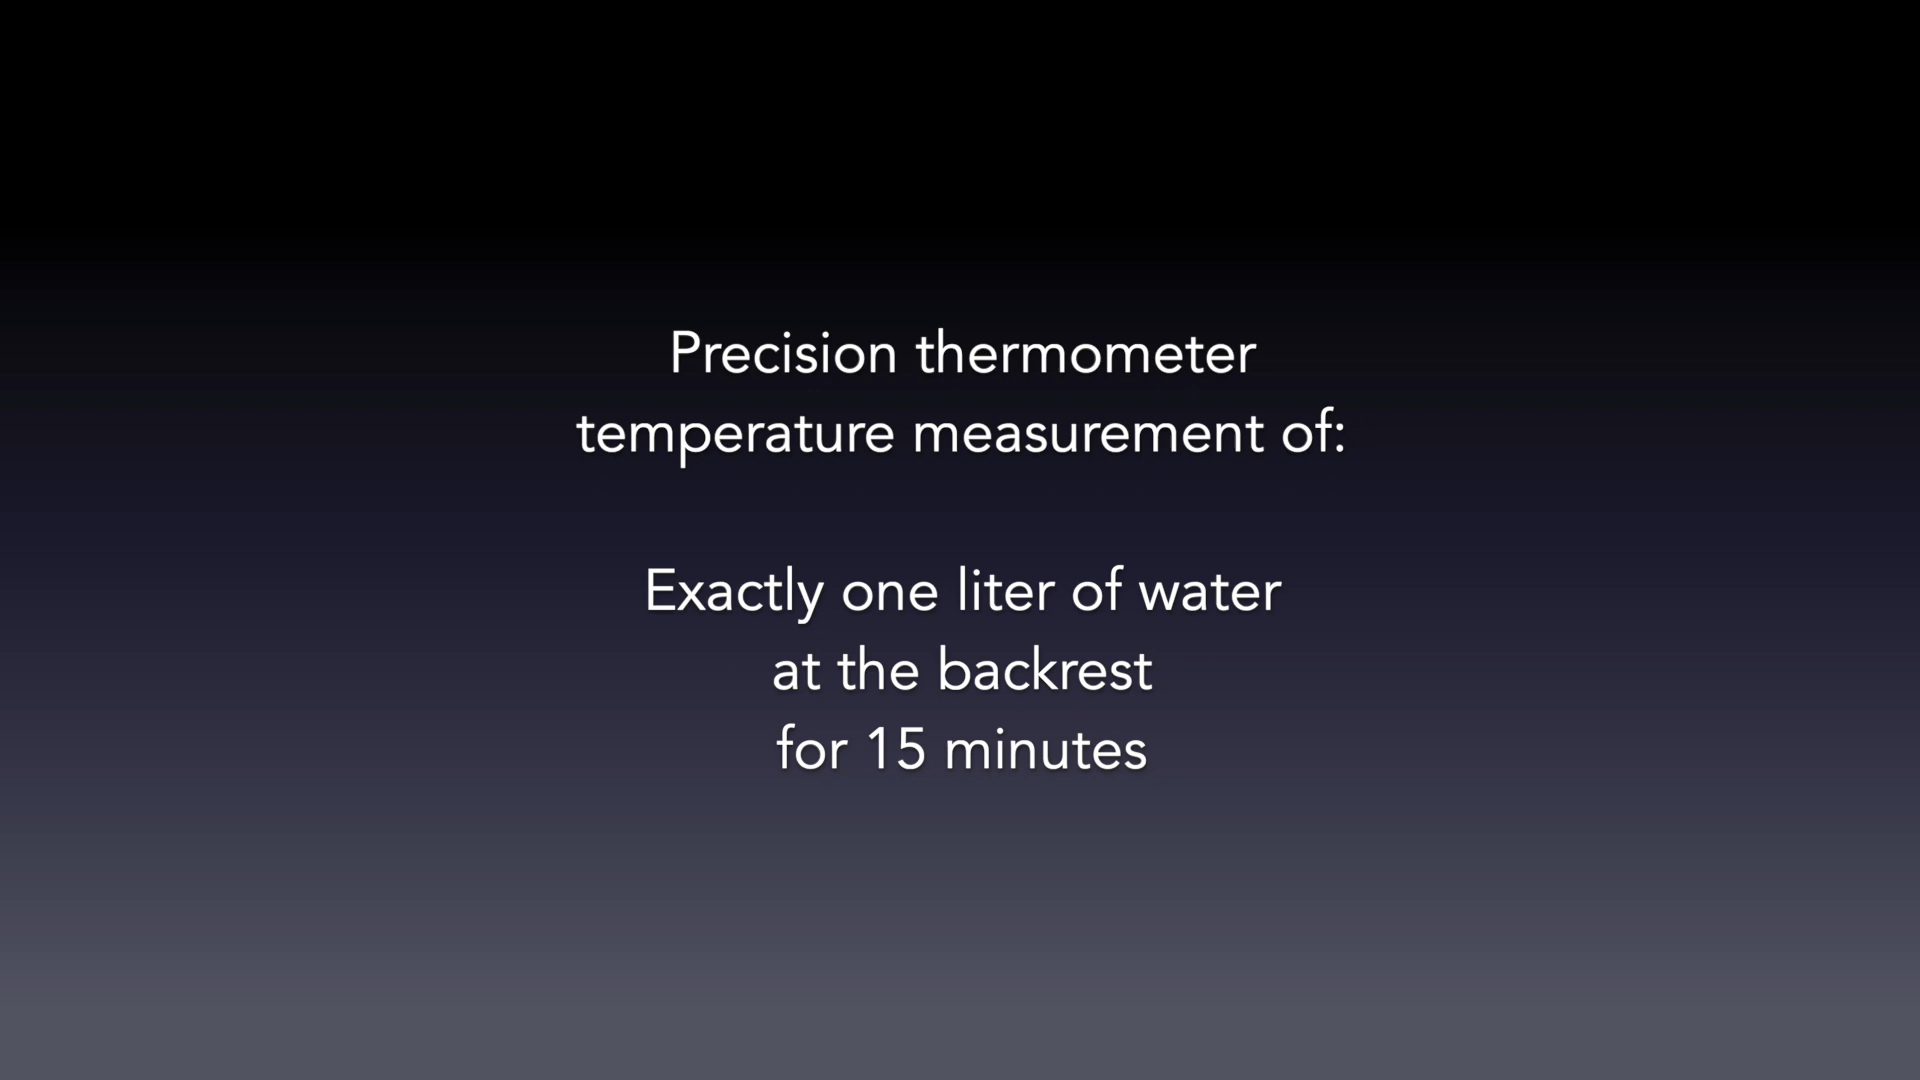 Precision thermometer
temperature measurement of:
Exactly one liter of water
at the backrest
for 15 minutes